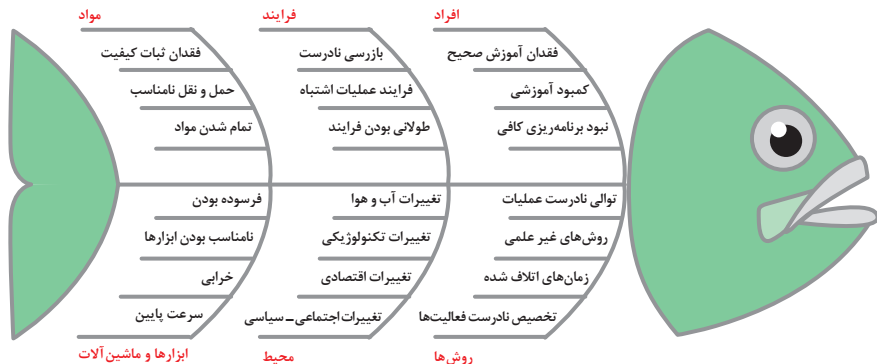 افراد
فقدان آموزش صحیح
کمبود آموزشی
نبود برنامه‌ریزی کافی
فرایند
بازرسی نادرست
فرایند عملیات اشتباه
طولانی بودن فرایند
مواد
فقدان ثبات کیفیت
حمل و نقل نامناسب
تمام شدن مواد
توالی نادرست عملیات
روش‌های غیر علمی
زمان‌های اتلاف شده
تخصیص نادرست فعالیت‌ها
روش‌ها
تغییرات آب و هوا
تغییرات تکنولوژیکی
تغییرات اقتصادی
تغییرات اجتماعی ـ سیاسی
محیط
فرسوده بودن
نامناسب بودن ابزارها
خرابی
سرعت پایین
ابزارها و ماشین آلات